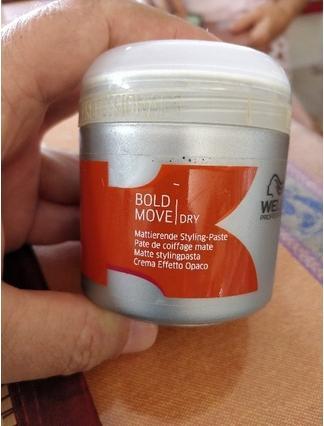 BOLD
MOVE | DRY
Mattierende Styling-Paste
Pate de coiffage mate
Matte stylingpasta
Crema Effetto Opaco